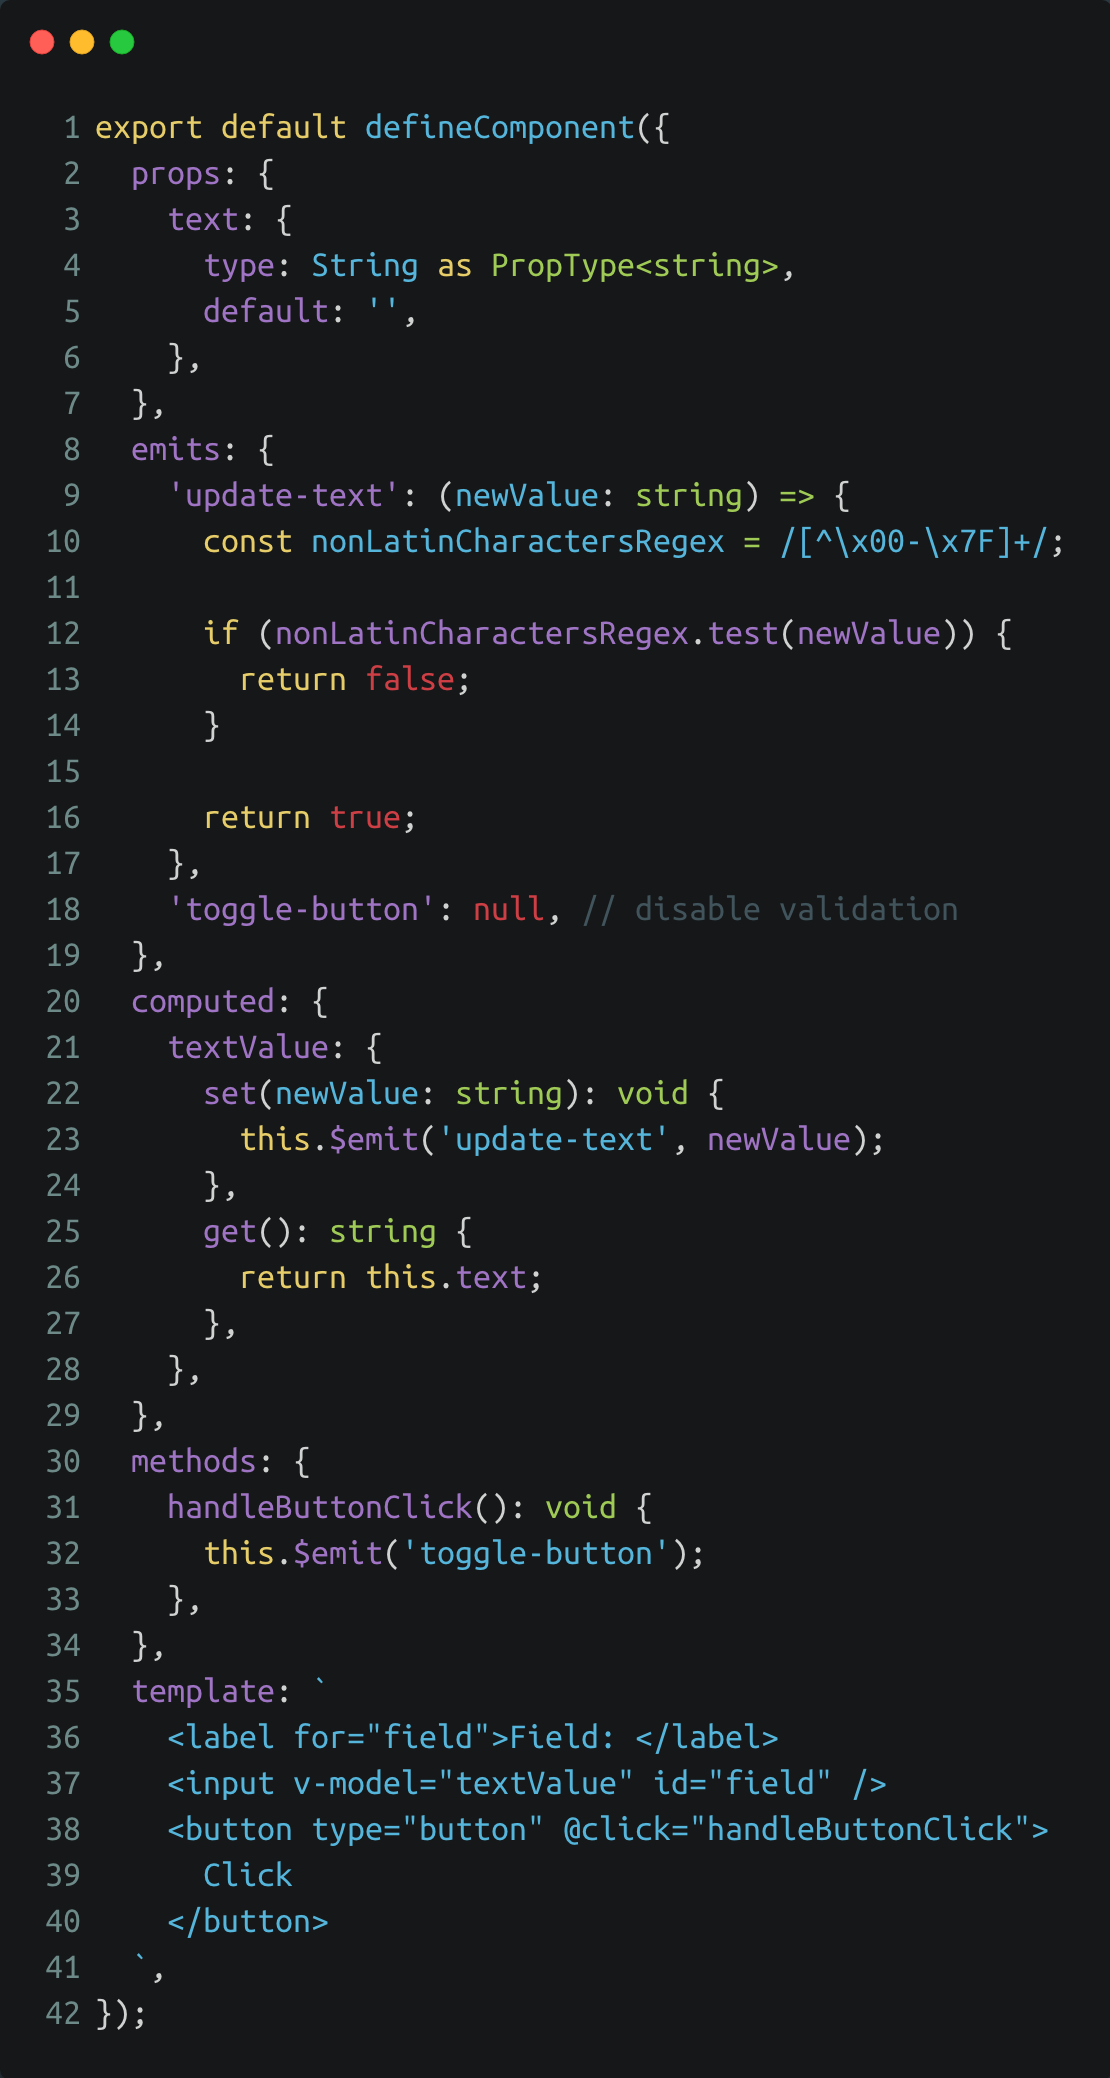 1 export default defineComponent({
2   props: {
3     text: {
4       type: String as PropType<string>,
5       default: '',
6     },
7   },
8   emits: {
9     'update-text': (newValue: string) => {
10       const nonLatinCharactersRegex = /[^\x00-\x7F]+/;
11
12       if (nonLatinCharactersRegex.test(newValue)) {
13         return false;
14       }
15
16       return true;
17     },
18     'toggle-button': null, // disable validation
19   },
20   computed: {
21     textValue: {
22       set(newValue: string): void {
23         this.$emit('update-text', newValue);
24       },
25       get(): string {
26         return this.text;
27       },
28     },
29   },
30   methods: {
31     handleButtonClick(): void {
32       this.$emit('toggle-button');
33     },
34   },
35   template: `
36     <label for="field">Field: </label>
37     <input v-model="textValue" id="field" />
38     <button type="button" @click="handleButtonClick">
39       Click
40     </button>
41   `,
42 });